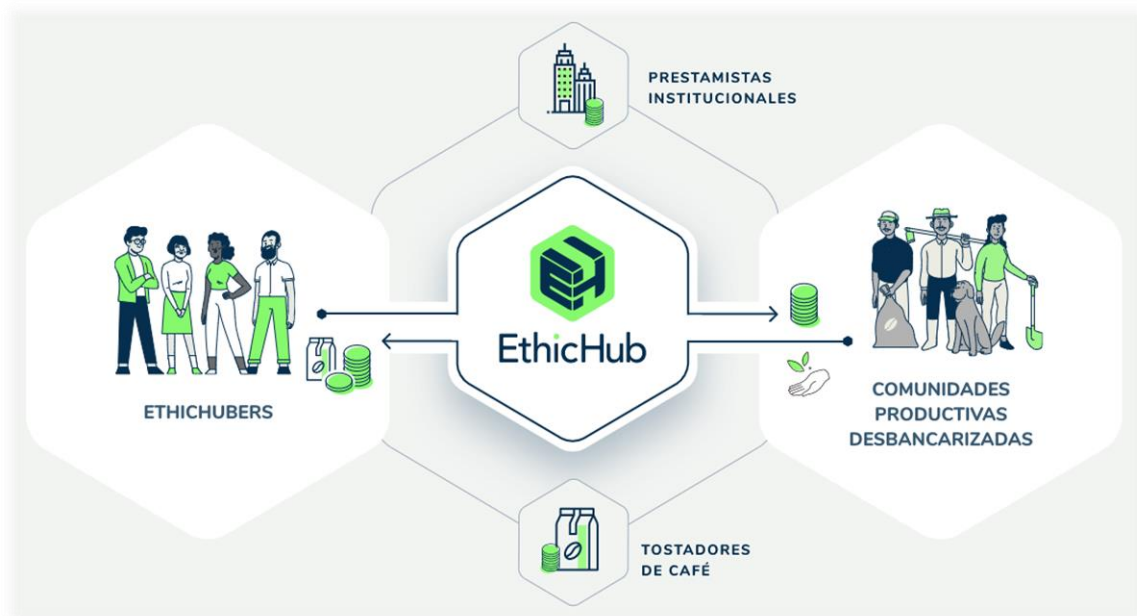 PRESTAMISTAS
INSTITUCIONALES
EthicHub
ETHICHUBERS
COMUNIDADES
PRODUCTIVAS
DESBANCARIZADAS
TOSTADORES
DE CAFÉ